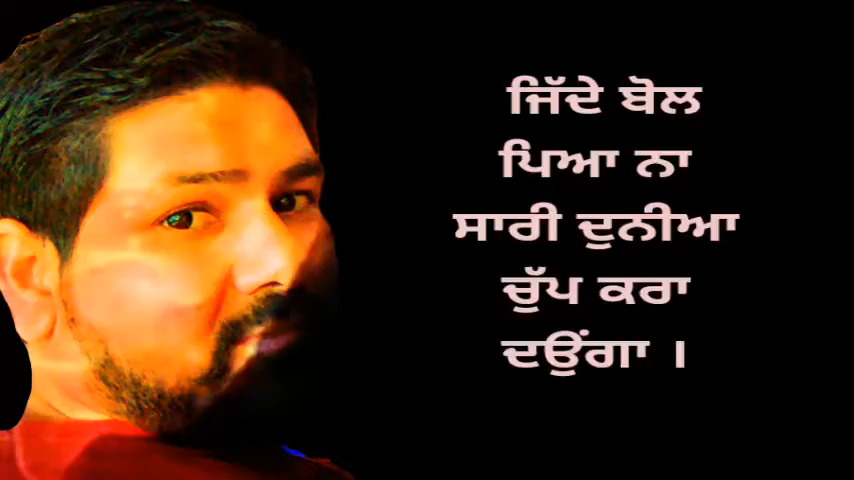 ਜਿੱਦੇ ਬੋਲ
ਪਿਆ ਨਾ
ਸਾਰੀ ਦੁਨੀਆ
ਚੁੱਪ ਕਰਾ
ਦਉਂਗਾ ।